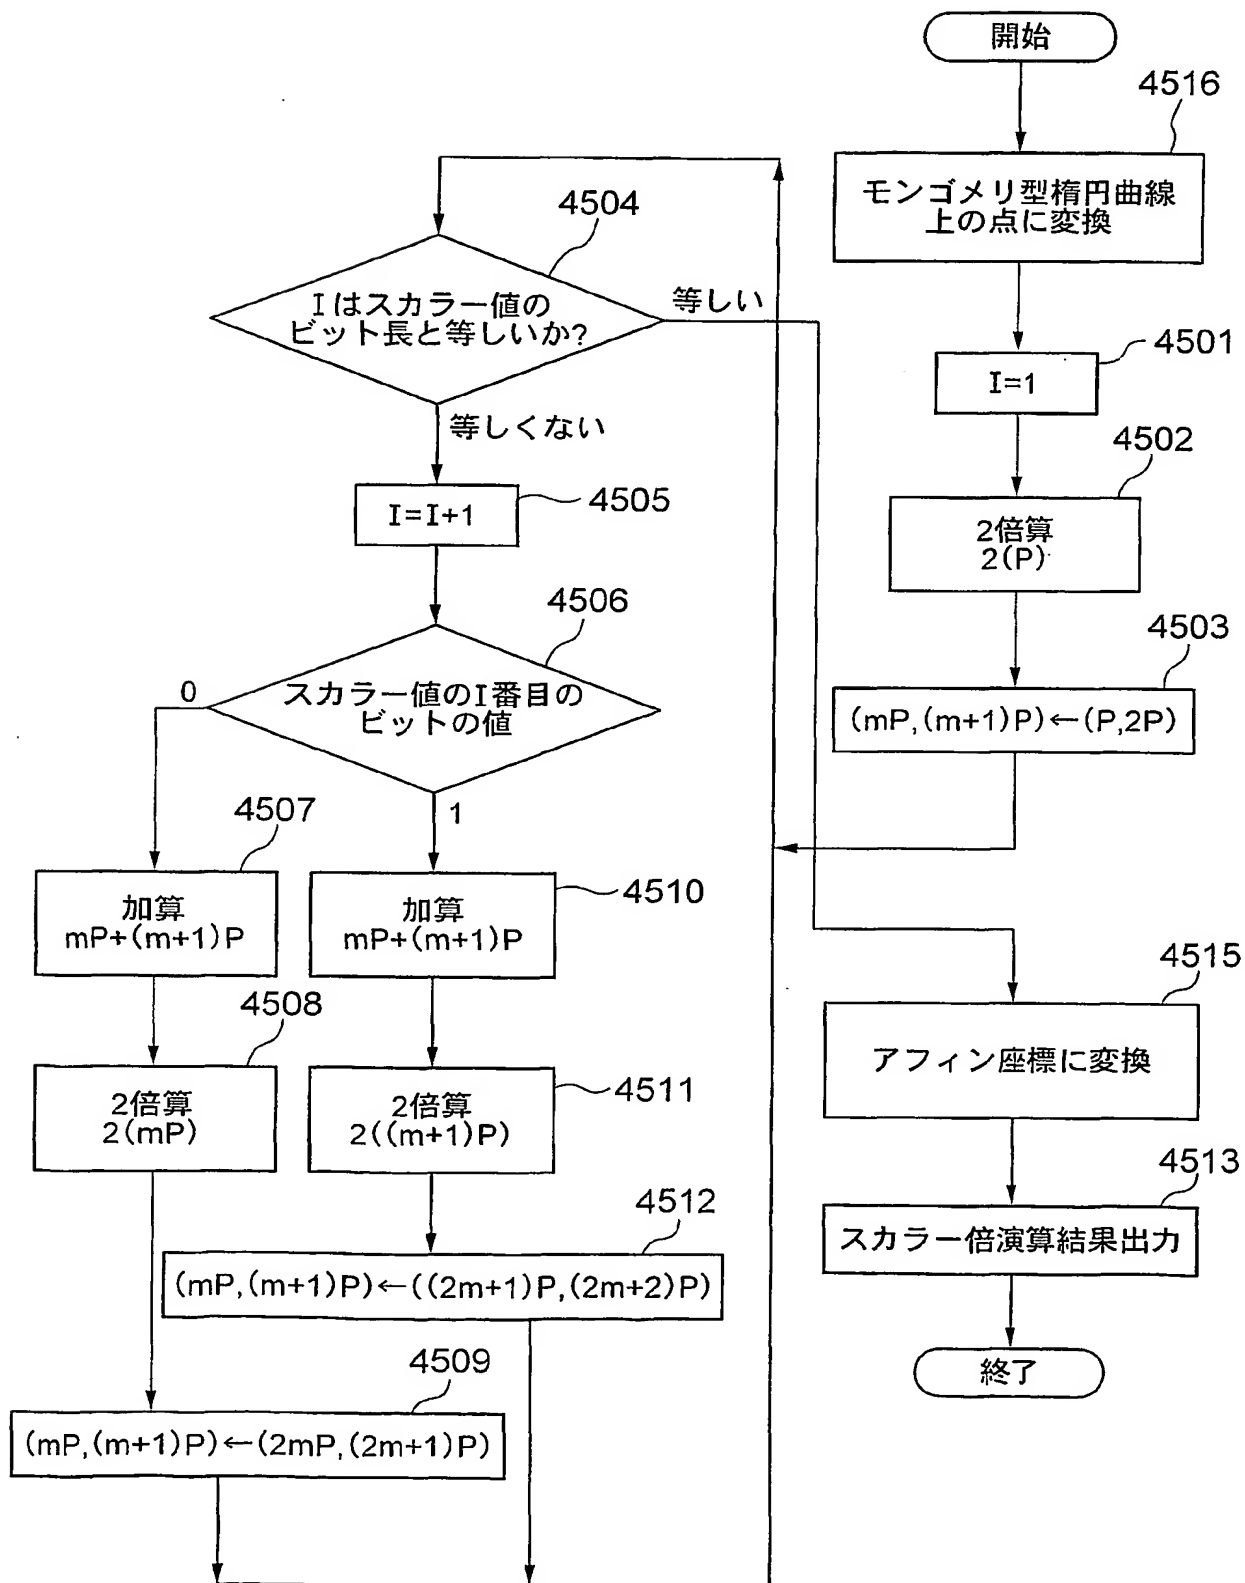 開始
4516
モンゴメリ型楕円曲線
上の点に変換
4501
I=1
4502
2倍算
2(P)
4503
(mP,(m+1)P)←(P,2P)
4504
Iはスカラー値の
ビット長と等しいか?
等しい
等しくない
4505
I=I+1
4506
スカラー値のI番目の
ビットの値
0
1
4507
加算
mP+(m+1)P
4508
2倍算
2(mP)
4509
(mP,(m+1)P)←(2mP,(2m+1)P)
4510
加算
mP+(m+1)P
4511
2倍算
2((m+1)P)
4512
(mP,(m+1)P)←((2m+1)P,(2m+2)P)
4515
アフィン座標に変換
4513
スカラー倍演算結果出力
終了